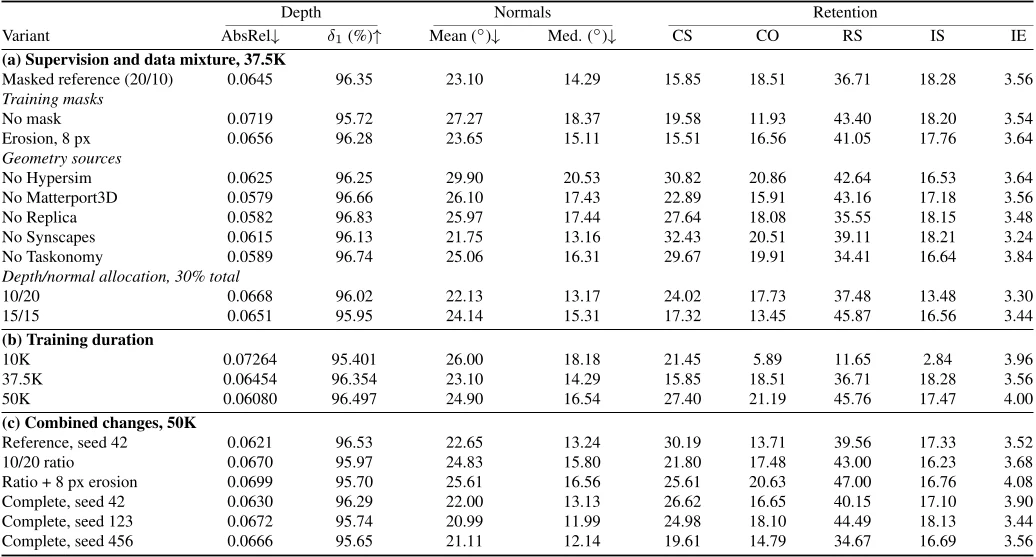 Depth Normals Retention
Variant AbsRel↓ δ₁ (%)↑ Mean (°)↓ Med. (°)↓ CS CO RS IS IE
(a) Supervision and data mixture, 37.5K
Masked reference (20/10) 0.0645 96.35 23.10 14.29 15.85 18.51 36.71 18.28 3.56
Training masks
No mask 0.0719 95.72 27.27 18.37 19.58 11.93 43.40 18.20 3.54
Erosion, 8 px 0.0656 96.28 23.65 15.11 15.51 16.56 41.05 17.76 3.64
Geometry sources
No Hypersim 0.0625 96.25 29.90 20.53 30.82 20.86 42.64 16.53 3.64
No Matterport3D 0.0579 96.66 26.10 17.43 22.89 15.91 43.16 17.18 3.56
No Replica 0.0582 96.83 25.97 17.44 27.64 18.08 35.55 18.15 3.48
No Synscapes 0.0615 96.13 21.75 13.16 32.43 20.51 39.11 18.21 3.24
No Taskonomy 0.0589 96.74 25.06 16.31 29.67 19.91 34.41 16.64 3.84
Depth/normal allocation, 30% total
10/20 0.0668 96.02 22.13 13.17 24.02 17.73 37.48 13.48 3.30
15/15 0.0651 95.95 24.14 15.31 17.32 13.45 45.87 16.56 3.44
(b) Training duration
10K 0.07264 95.401 26.00 18.18 21.45 5.89 11.65 2.84 3.96
37.5K 0.06454 96.354 23.10 14.29 15.85 18.51 36.71 18.28 3.56
50K 0.06080 96.497 24.90 16.54 27.40 21.19 45.76 17.47 4.00
(c) Combined changes, 50K
Reference, seed 42 0.0621 96.53 22.65 13.24 30.19 13.71 39.56 17.33 3.52
10/20 ratio 0.0670 95.97 24.83 15.80 21.80 17.48 43.00 16.23 3.68
Ratio + 8 px erosion 0.0699 95.70 25.61 16.56 25.61 20.63 47.00 16.76 4.08
Complete, seed 42 0.0630 96.29 22.00 13.13 26.62 16.65 40.15 17.10 3.90
Complete, seed 123 0.0672 95.74 20.99 11.99 24.98 18.10 44.49 18.13 3.44
Complete, seed 456 0.0666 95.65 21.11 12.14 19.61 14.79 34.67 16.69 3.56